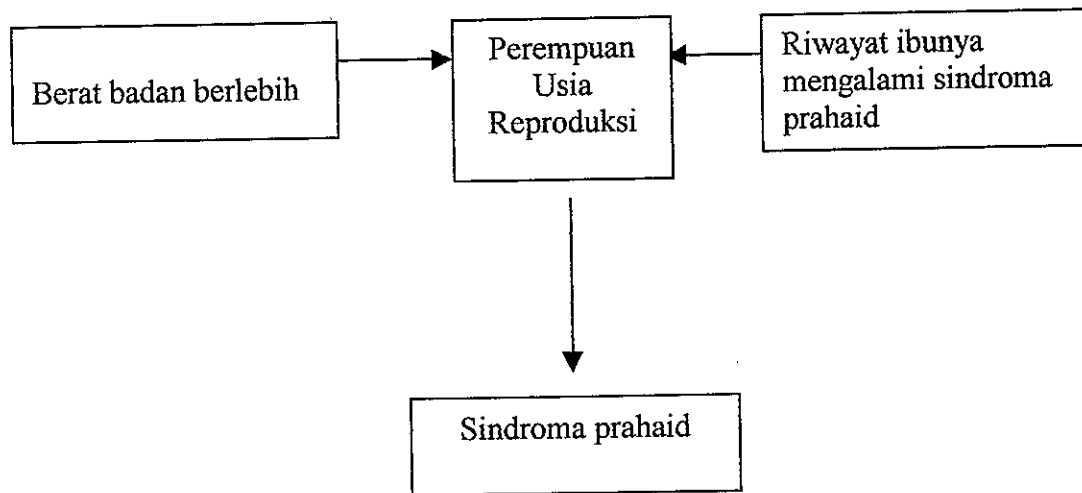 Berat badan berlebih
Perempuan
Usia
Reproduksi
Riwayat ibunya
mengalami sindroma
prahaid
Sindroma prahaid